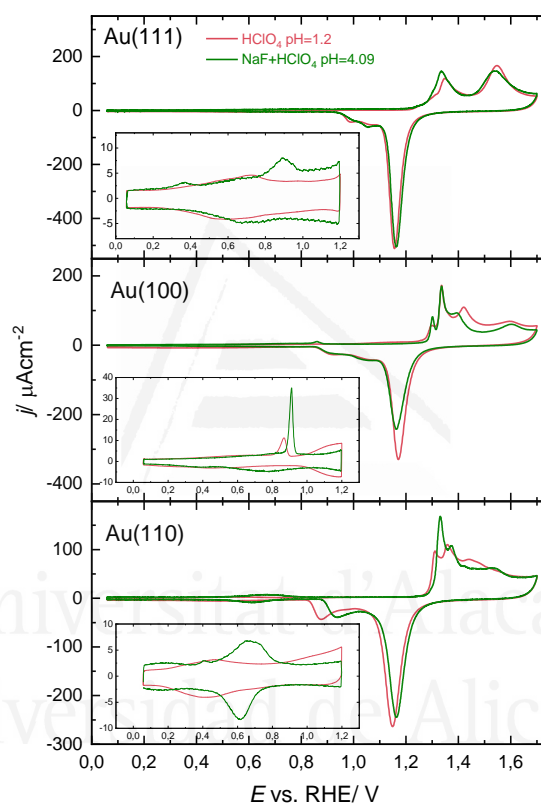 Au(111)
HClO₄ pH=1.2
NaF+HClO₄ pH=4.09
200
0
-200
-400
10
5
0
-5
0,0 0,2 0,4 0,6 0,8 1,0 1,2
Au(100)
200
0
-200
-400
j/ μAcm⁻²
40
30
20
10
0
-10
0,0 0,2 0,4 0,6 0,8 1,0 1,2
Au(110)
100
0
-100
-200
-300
10
5
0
-5
-10
0,0 0,2 0,4 0,6 0,8 1,0 1,2
0,0 0,2 0,4 0,6 0,8 1,0 1,2 1,4 1,6
E vs. RHE/ V
Universitat d'Alacant
Universidad de Alicante